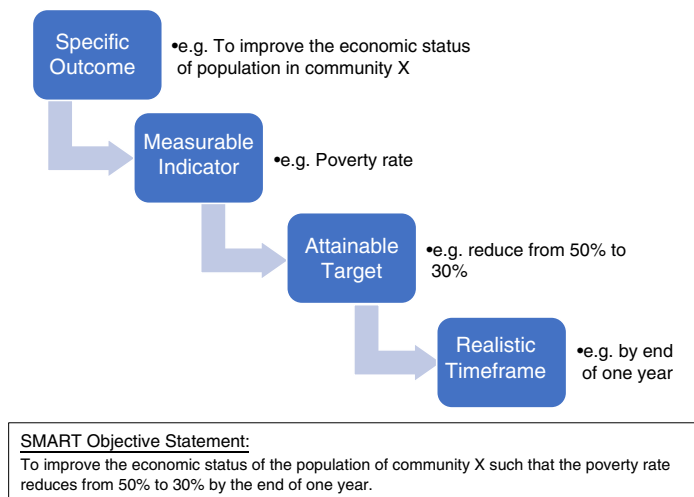 Specific
Outcome
•e.g. To improve the economic status
of population in community X
Measurable
Indicator
•e.g. Poverty rate
Attainable
Target
•e.g. reduce from 50% to
30%
Realistic
Timeframe
•e.g. by end
of one year
SMART Objective Statement:
To improve the economic status of the population of community X such that the poverty rate
reduces from 50% to 30% by the end of one year.